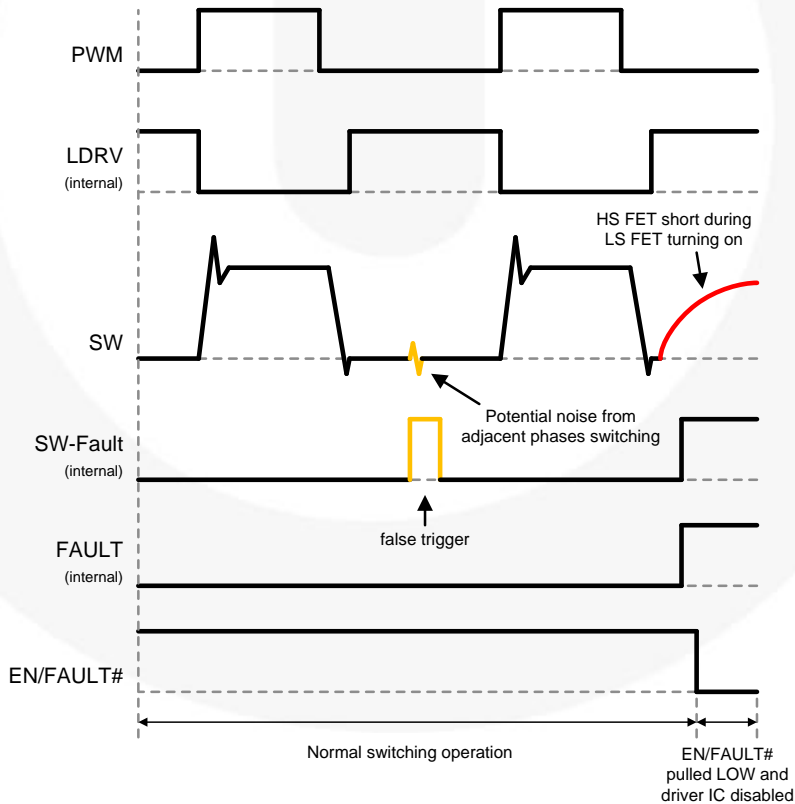 PWM
LDRV
(internal)
HS FET short during
LS FET turning on
SW
Potential noise from
adjacent phases switching
SW-Fault
(internal)
false trigger
FAULT
(internal)
EN/FAULT#
Normal switching operation
EN/FAULT#
pulled LOW and
driver IC disabled